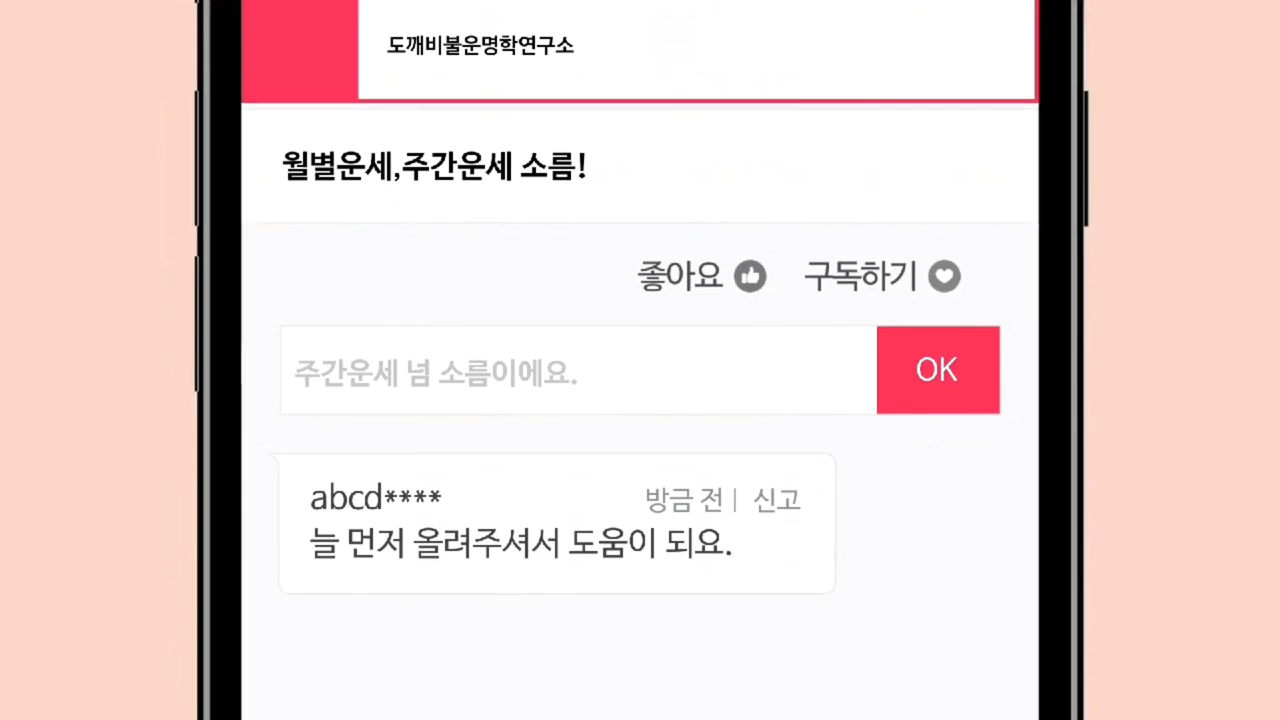 도깨비불운명학연구소
월별운세,주간운세 소름!
좋아요 구독하기
주간운세 넘 소름이에요.
OK
abcd**** 방금 전 | 신고
늘 먼저 올려주셔서 도움이 되요.